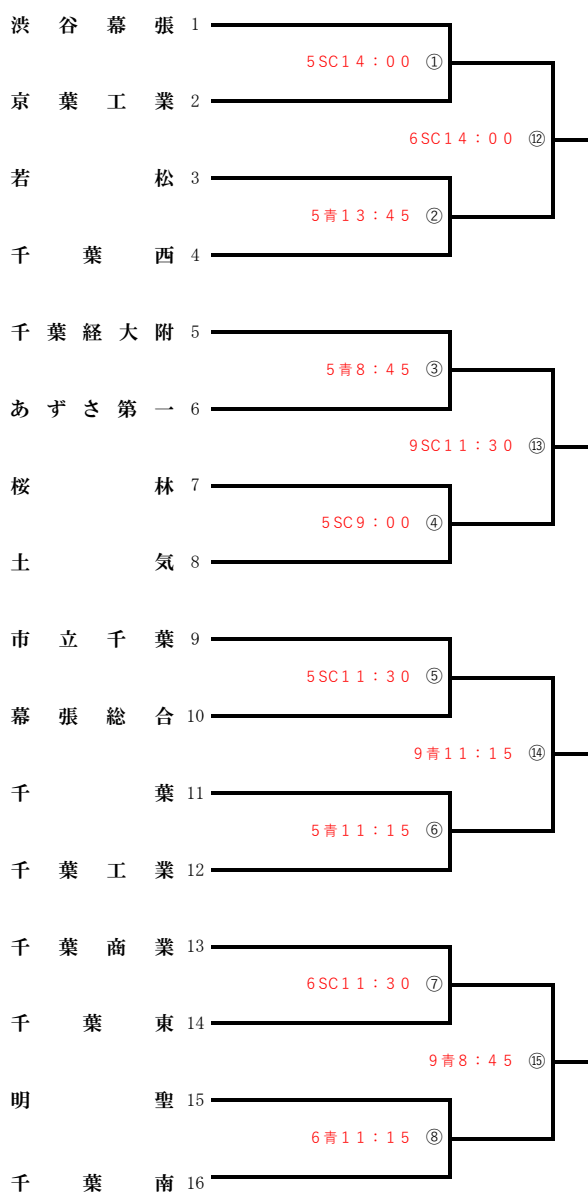 渋谷幕張 1
5SC14：00 ①
京葉工業 2
6SC14：00 ⑫
若松 3
5青13：45 ②
千葉西 4
千葉経大附 5
5青8：45 ③
あずさ第一 6
9SC11：30 ⑬
桜林 7
5SC9：00 ④
土気 8
市立千葉 9
5SC11：30 ⑤
幕張総合 10
9青11：15 ⑭
千葉 11
5青11：15 ⑥
千葉工業 12
千葉商業 13
6SC11：30 ⑦
千葉東 14
9青8：45 ⑮
明聖 15
6青11：15 ⑧
千葉南 16